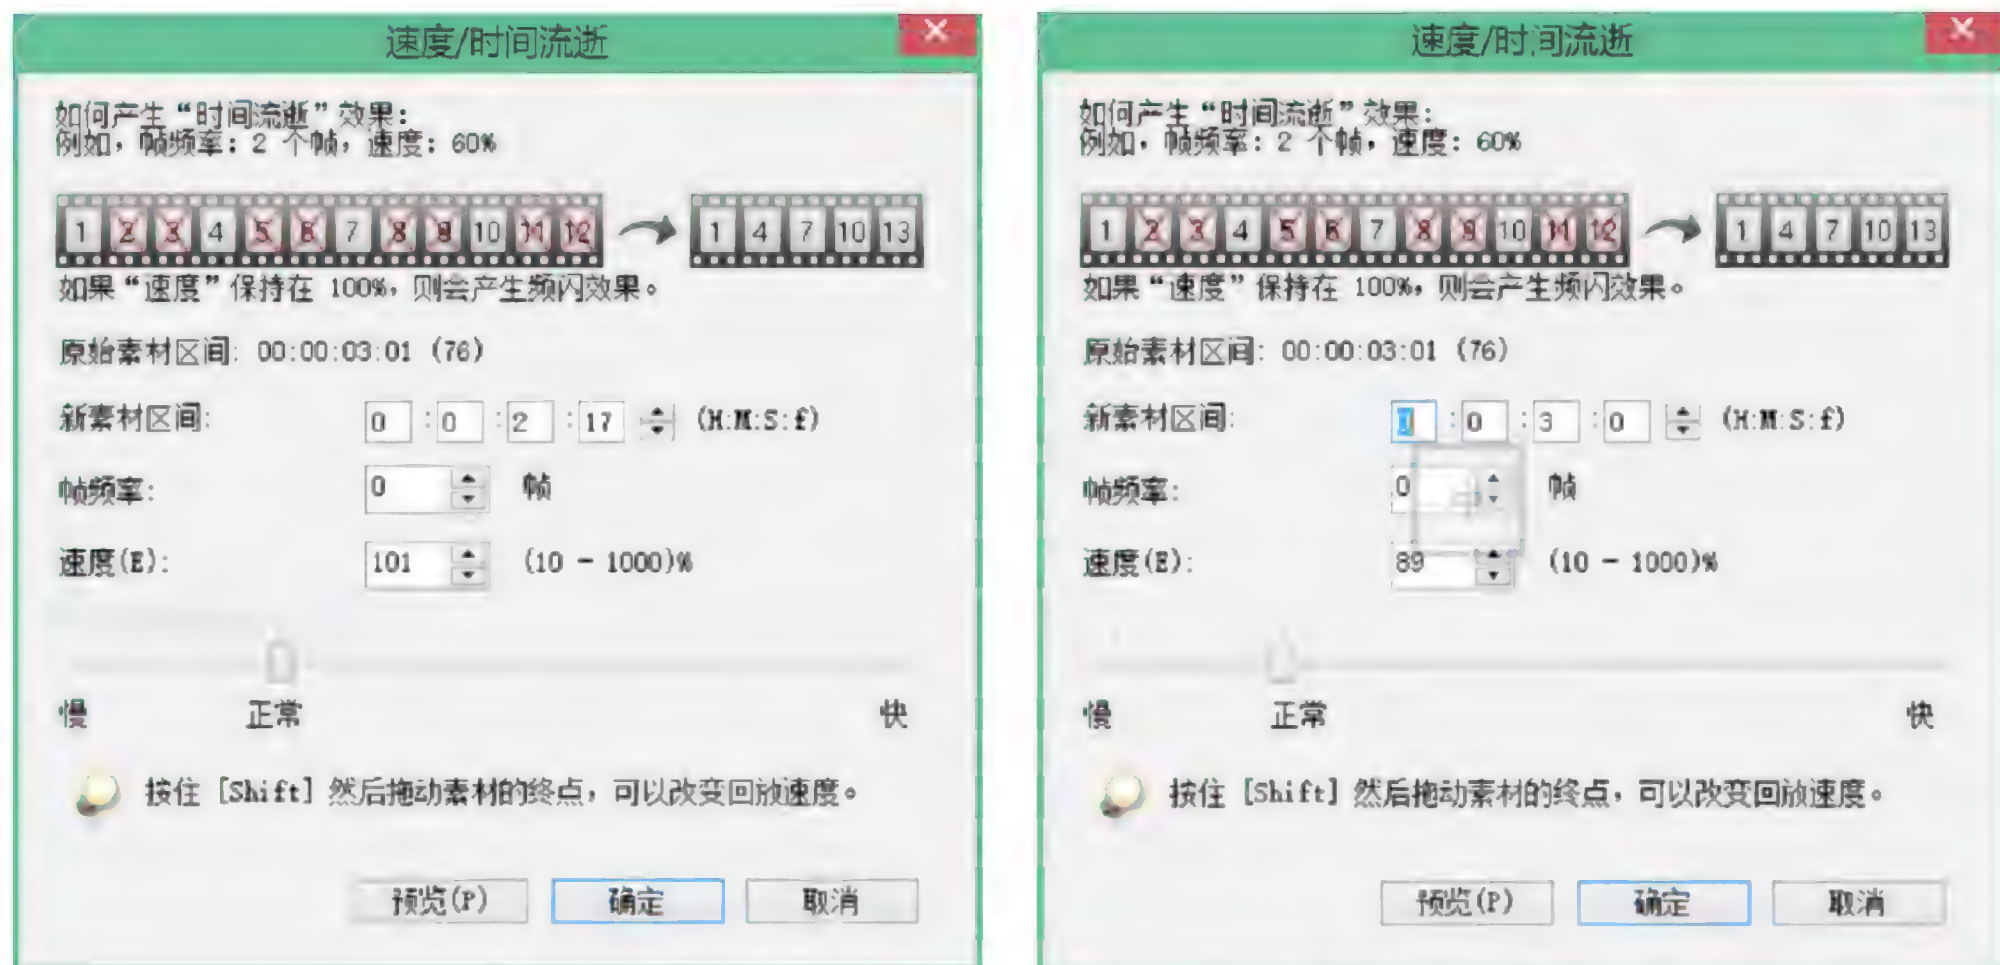 速度/时间流逝
如何产生“时间流逝”效果:
例如，帧频率: 2 个帧，速度: 60%
1 2 3 4 5 6 7 8 9 10 11 12
1 4 7 10 13
如果“速度”保持在 100%，则会产生频闪效果。
原始素材区间: 00:00:03:01 (76)
新素材区间: 0 : 0 : 2 : 17 (H:M:S:f)
帧频率: 0 帧
速度(E): 101 (10 - 1000)%
慢 正常 快
按住 [Shift] 然后拖动素材的终点，可以改变回放速度。
预览(P) 确定 取消
速度/时间流逝
如何产生“时间流逝”效果:
例如，帧频率: 2 个帧，速度: 60%
1 2 3 4 5 6 7 8 9 10 11 12
1 4 7 10 13
如果“速度”保持在 100%，则会产生频闪效果。
原始素材区间: 00:00:03:01 (76)
新素材区间: 0 : 0 : 3 : 0 (H:M:S:f)
帧频率: 0 帧
速度(E): 89 (10 - 1000)%
慢 正常 快
按住 [Shift] 然后拖动素材的终点，可以改变回放速度。
预览(P) 确定 取消